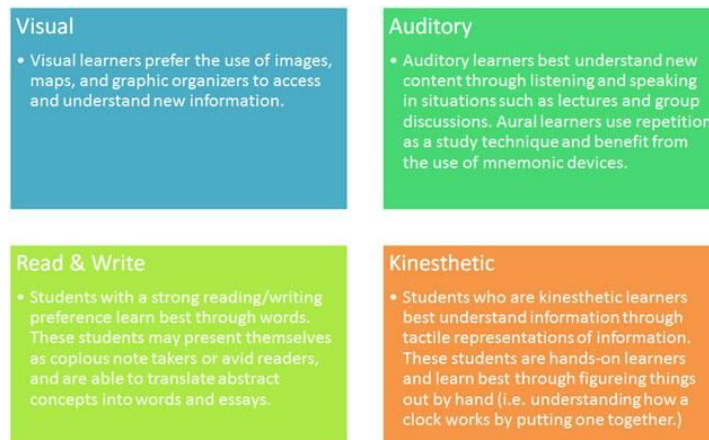 Visual
• Visual learners prefer the use of images,
maps, and graphic organizers to access
and understand new information.
Auditory
• Auditory learners best understand new
content through listening and speaking
in situations such as lectures and group
discussions. Aural learners use repetition
as a study technique and benefit from
the use of mnemonic devices.
Read & Write
• Students with a strong reading/writing
preference learn best through words.
These students may present themselves
as copious note takers or avid readers,
and are able to translate abstract
concepts into words and essays.
Kinesthetic
• Students who are kinesthetic learners
best understand information through
tactile representations of information.
These students are hands-on learners
and learn best through figureing things
out by hand (i.e. understanding how a
clock works by putting one together.)